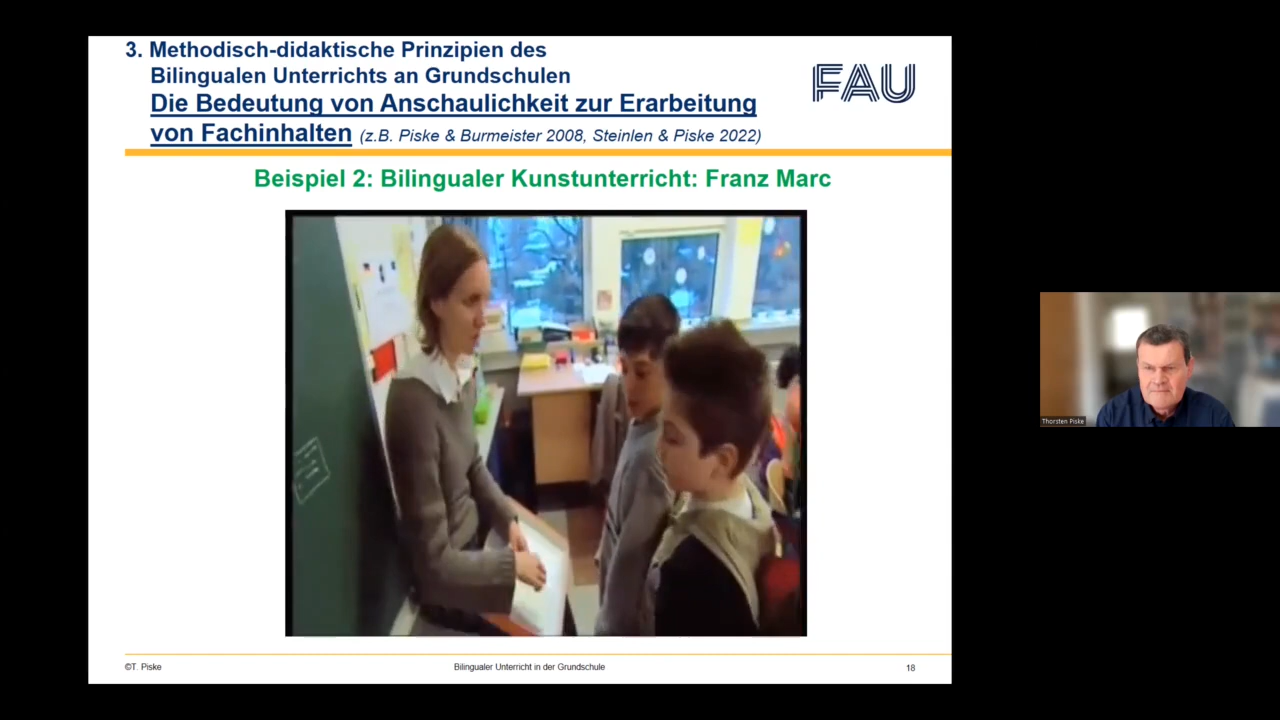 3. Methodisch-didaktische Prinzipien des
Bilingualen Unterrichts an Grundschulen
Die Bedeutung von Anschaulichkeit zur Erarbeitung
von Fachinhalten (z.B. Piske & Burmeister 2008, Steinlen & Piske 2022)
FAU
Beispiel 2: Bilingualer Kunstunterricht: Franz Marc
Thorsten Piske
©T. Piske
Bilingualer Unterricht in der Grundschule
18